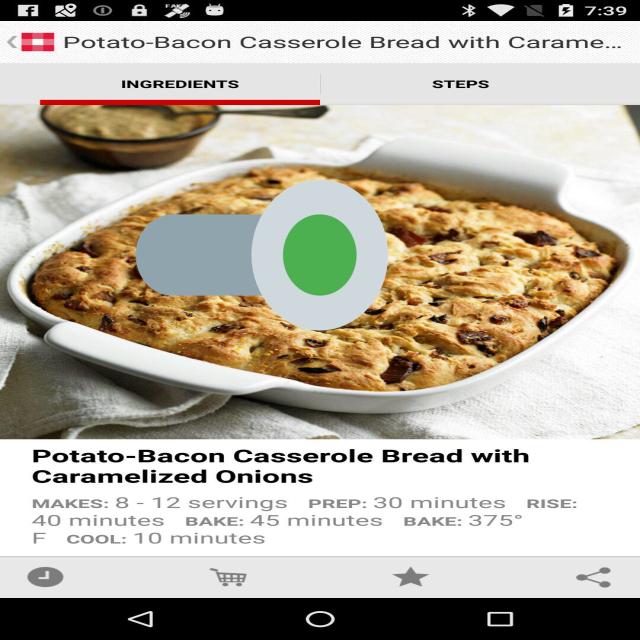 7:39
Potato-Bacon Casserole Bread with Carame...
INGREDIENTS
STEPS
Potato-Bacon Casserole Bread with
Caramelized Onions
MAKES: 8 - 12 servings PREP: 30 minutes RISE:
40 minutes BAKE: 45 minutes BAKE: 375°
F COOL: 10 minutes